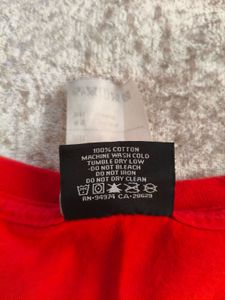 100% COTTON
MACHINE WASH COLD
TUMBLE DRY LOW
DO NOT BLEACH
DO NOT IRON
DO NOT DRY CLEAN
RN-94974 CA-28629